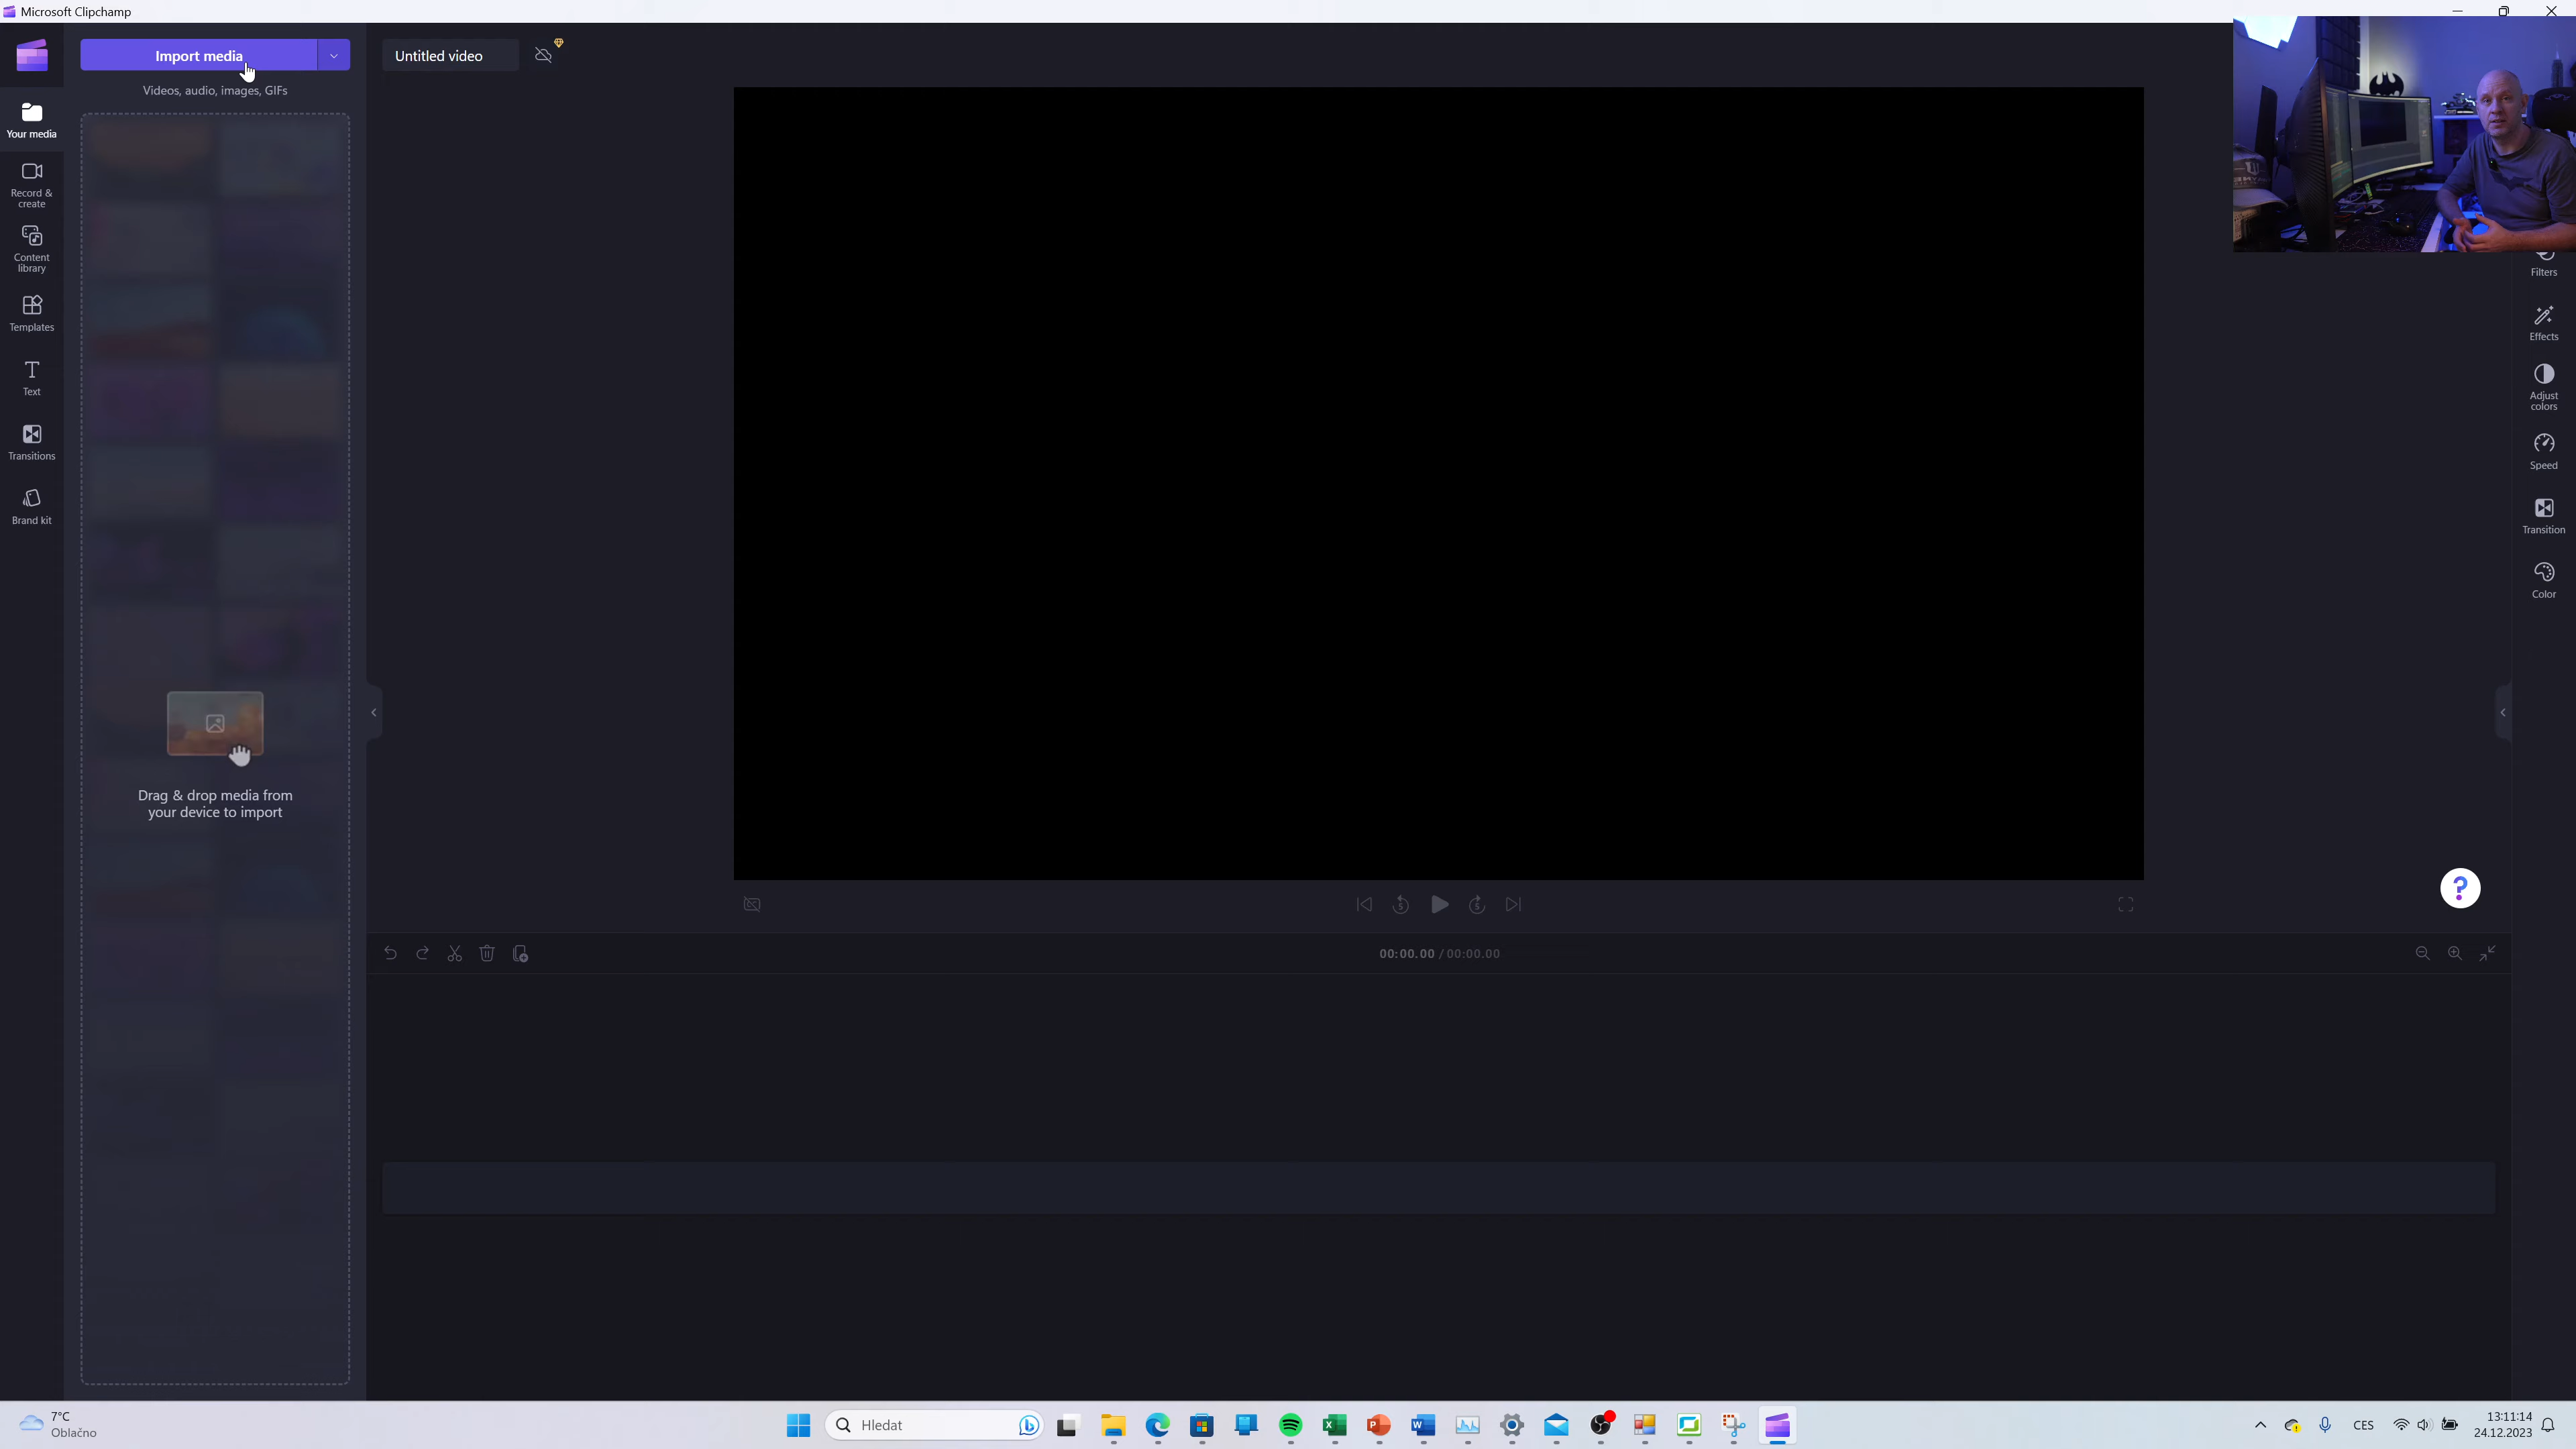 Microsoft Clipchamp
Import media
Videos, audio, images, GIFs
Untitled video
Your media
Record &
create
Content
library
Templates
Text
Transitions
Brand kit
Drag & drop media from
your device to import
Filters
Effects
Adjust
colors
Speed
Transition
Color
5
5
?
00:00.00 / 00:00.00
7°C
Oblačno
Hledat
CES
13:11:14
24.12.2023